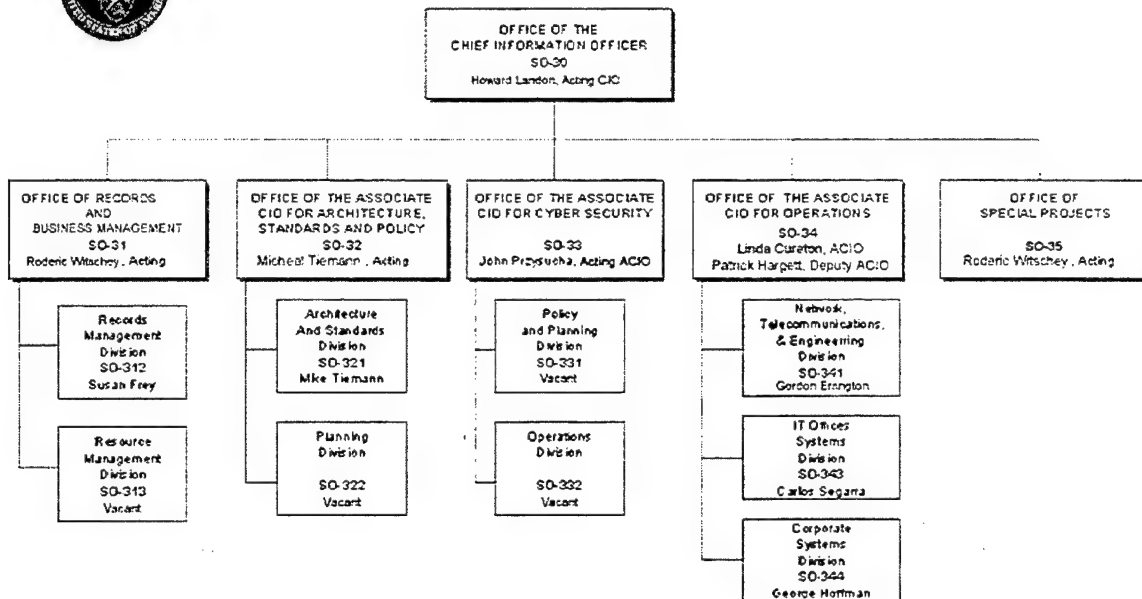 UNITED STATES OF AMERICA
OFFICE OF THE
CHIEF INFORMATION OFFICER
SO-30
Howard Landon, Acting CIO
OFFICE OF RECORDS
AND
BUSINESS MANAGEMENT
SO-31
Roderic Witschey, Acting
Records
Management
Division
SO-312
Susan Frey
Resource
Management
Division
SO-313
Vacant
OFFICE OF THE ASSOCIATE
CIO FOR ARCHITECTURE,
STANDARDS AND POLICY
SO-32
Micheal Tiemann, Acting
Architecture
And Standards
Division
SO-321
Mike Tiemann
Planning
Division
SO-322
Vacant
OFFICE OF THE ASSOCIATE
CIO FOR CYBER SECURITY
SO-33
John Przysucha, Acting ACIO
Policy
and Planning
Division
SO-331
Vacant
Operations
Division
SO-332
Vacant
OFFICE OF THE ASSOCIATE
CIO FOR OPERATIONS
SO-34
Linda Cureton, ACIO
Patrick Hargett, Deputy ACIO
Network,
Telecommunications,
& Engineering
Division
SO-341
Gordon Errington
IT Offices
Systems
Division
SO-343
Carlos Segarra
Corporate
Systems
Division
SO-344
George Hoffman
OFFICE OF
SPECIAL PROJECTS
SO-35
Roderic Witschey, Acting